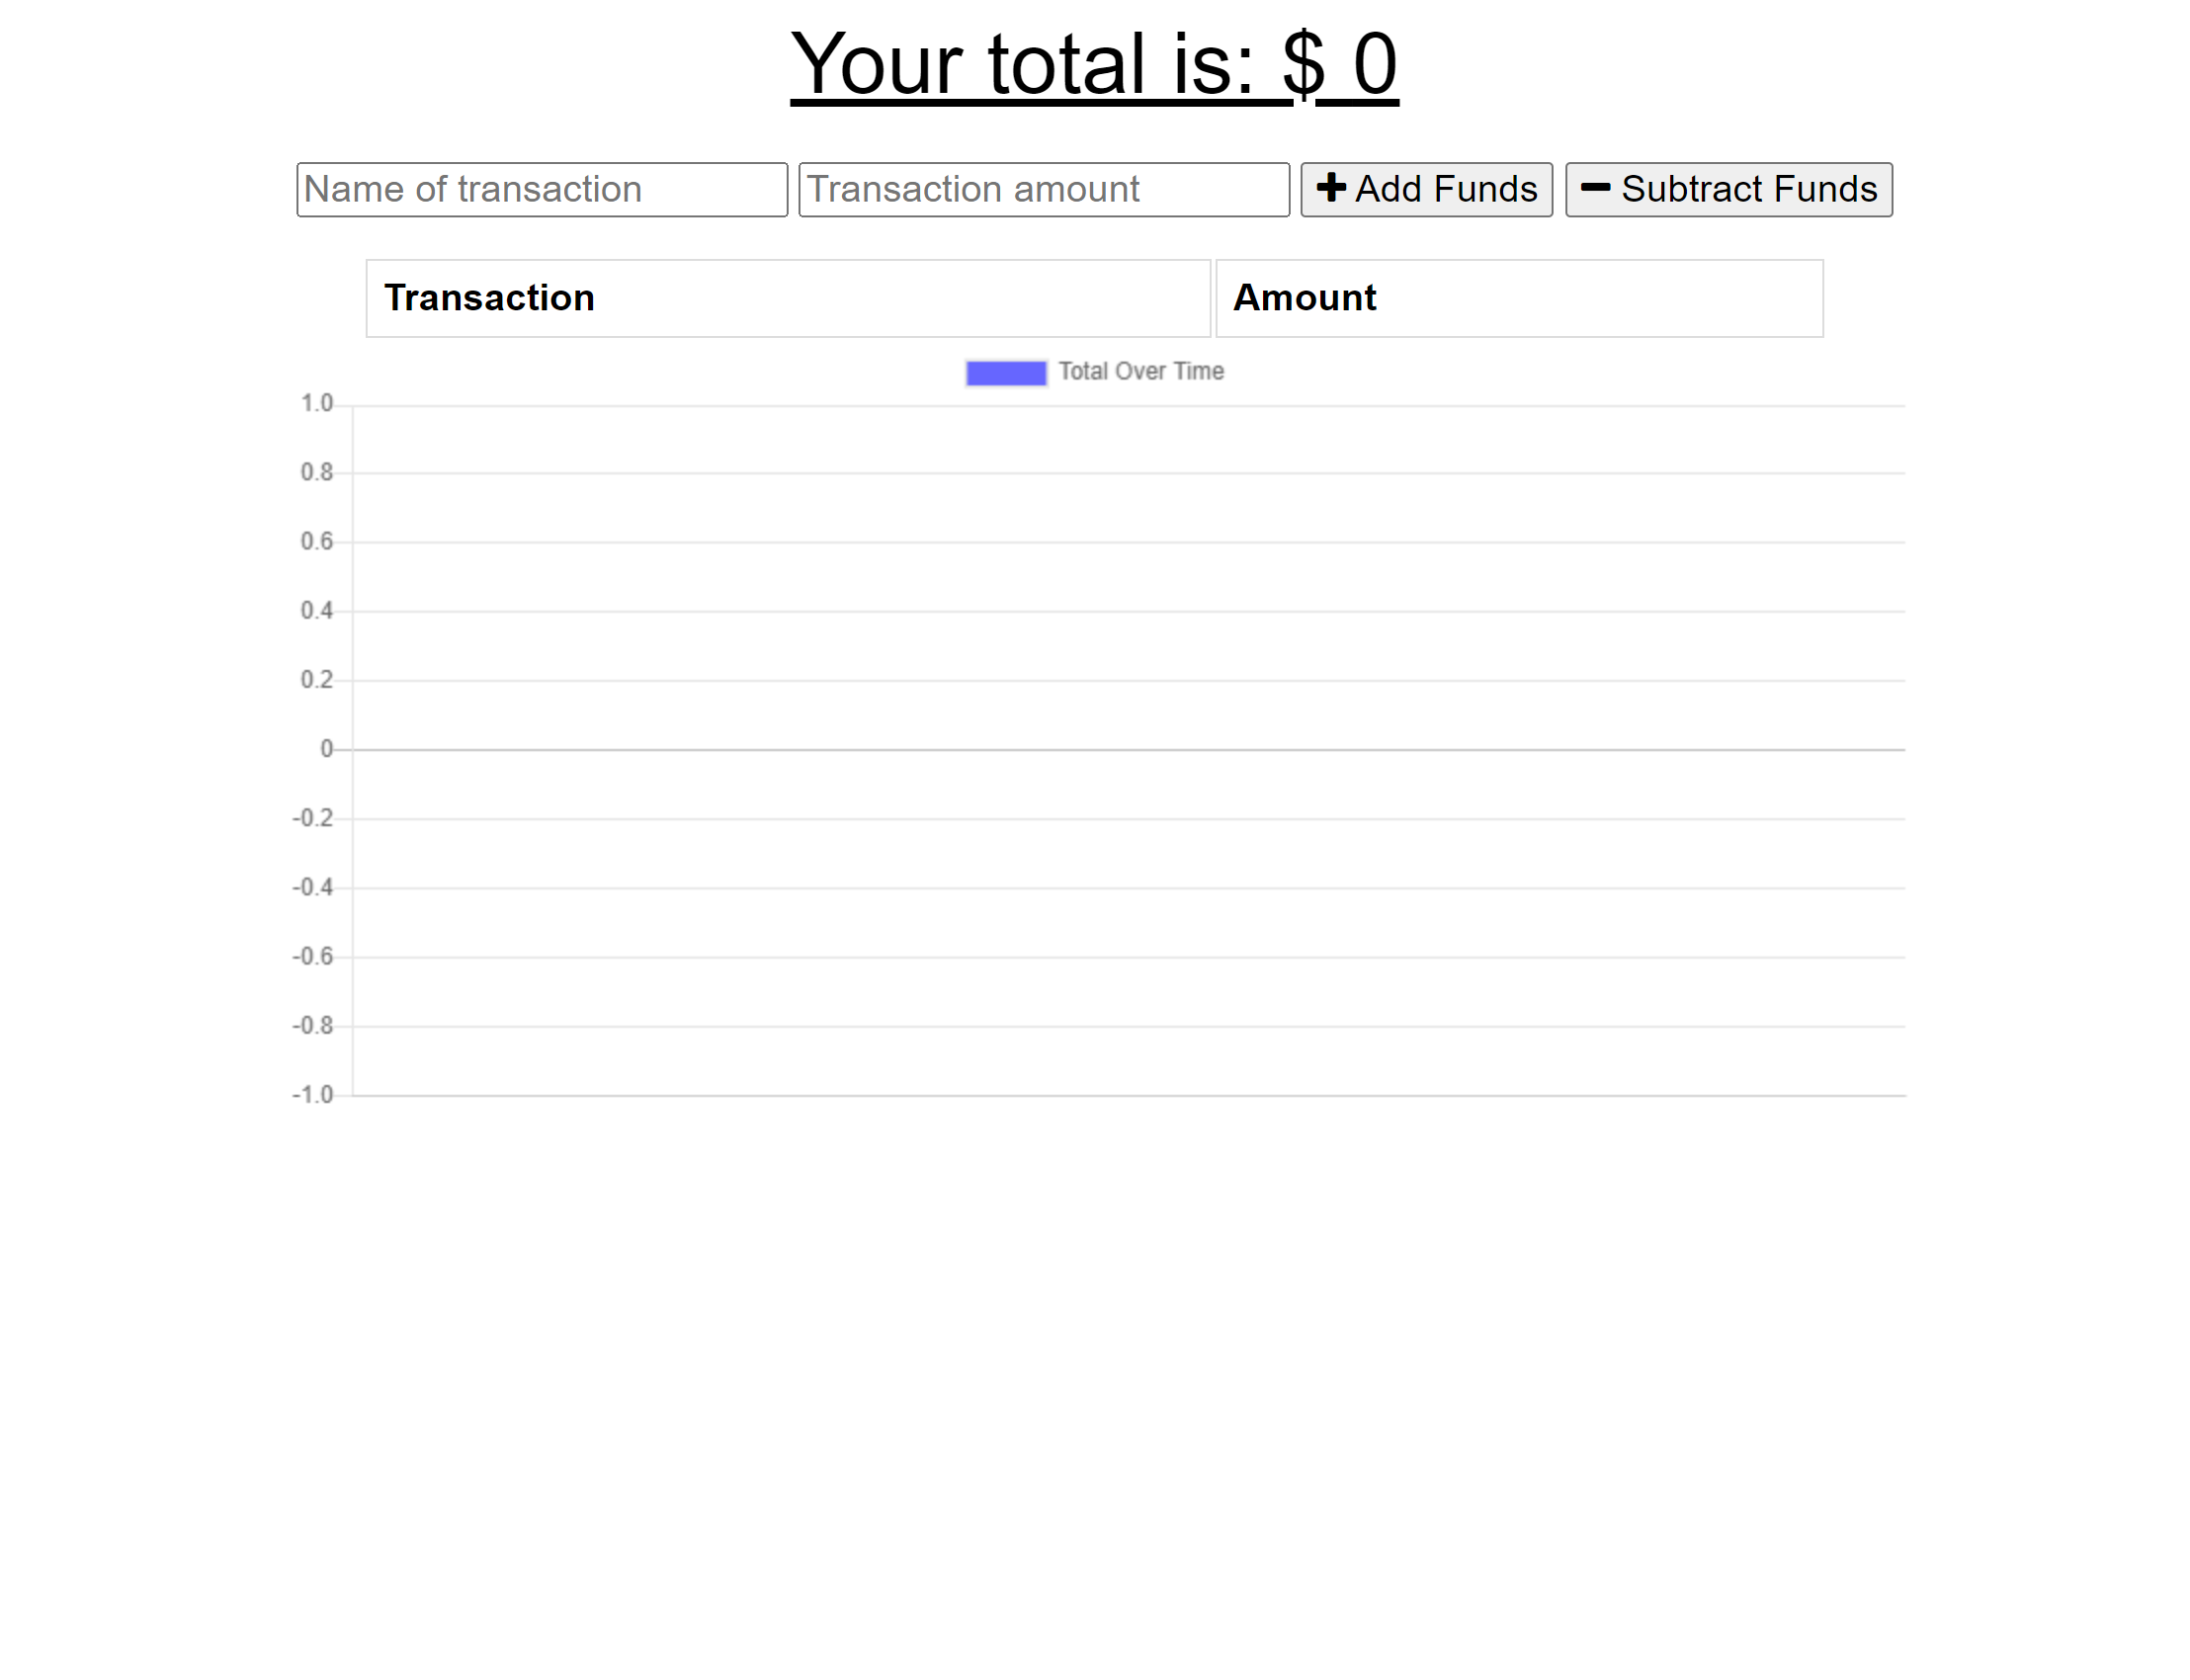 Your total is: $ 0
Name of transaction Transaction amount Add Funds Subtract Funds
Transaction Amount
Total Over Time
1.0
0.8
0.6
0.4
0.2
0
-0.2
-0.4
-0.6
-0.8
-1.0